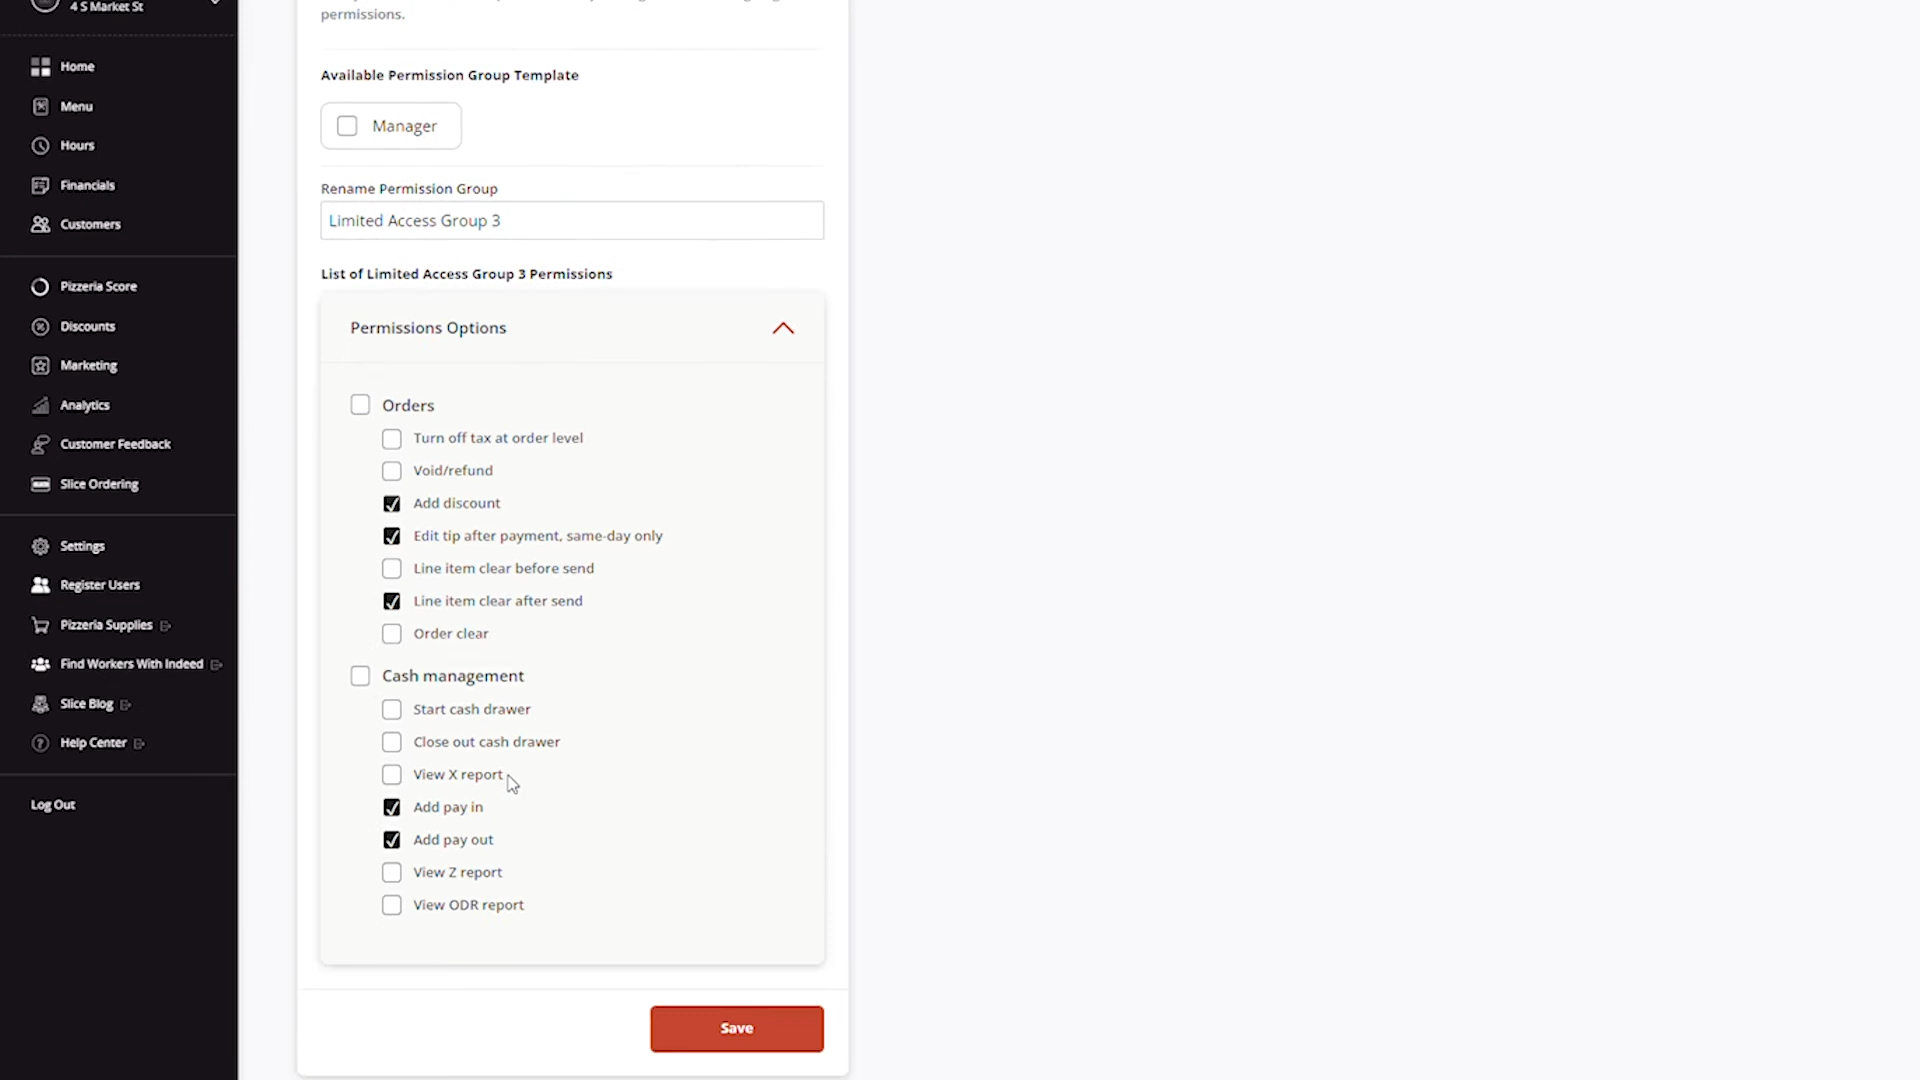 4 S Market St
Home
Menu
Hours
Financials
Customers
Pizzeria Score
Discounts
Marketing
Analytics
Customer Feedback
Slice Ordering
Settings
Register Users
Pizzeria Supplies
Find Workers With Indeed
Slice Blog
Help Center
Log Out
permissions.
Available Permission Group Template
Manager
Rename Permission Group
Limited Access Group 3
List of Limited Access Group 3 Permissions
Permissions Options
Orders
Turn off tax at order level
Void/refund
Add discount
Edit tip after payment, same-day only
Line item clear before send
Line item clear after send
Order clear
Cash management
Start cash drawer
Close out cash drawer
View X report
Add pay in
Add pay out
View Z report
View ODR report
Save